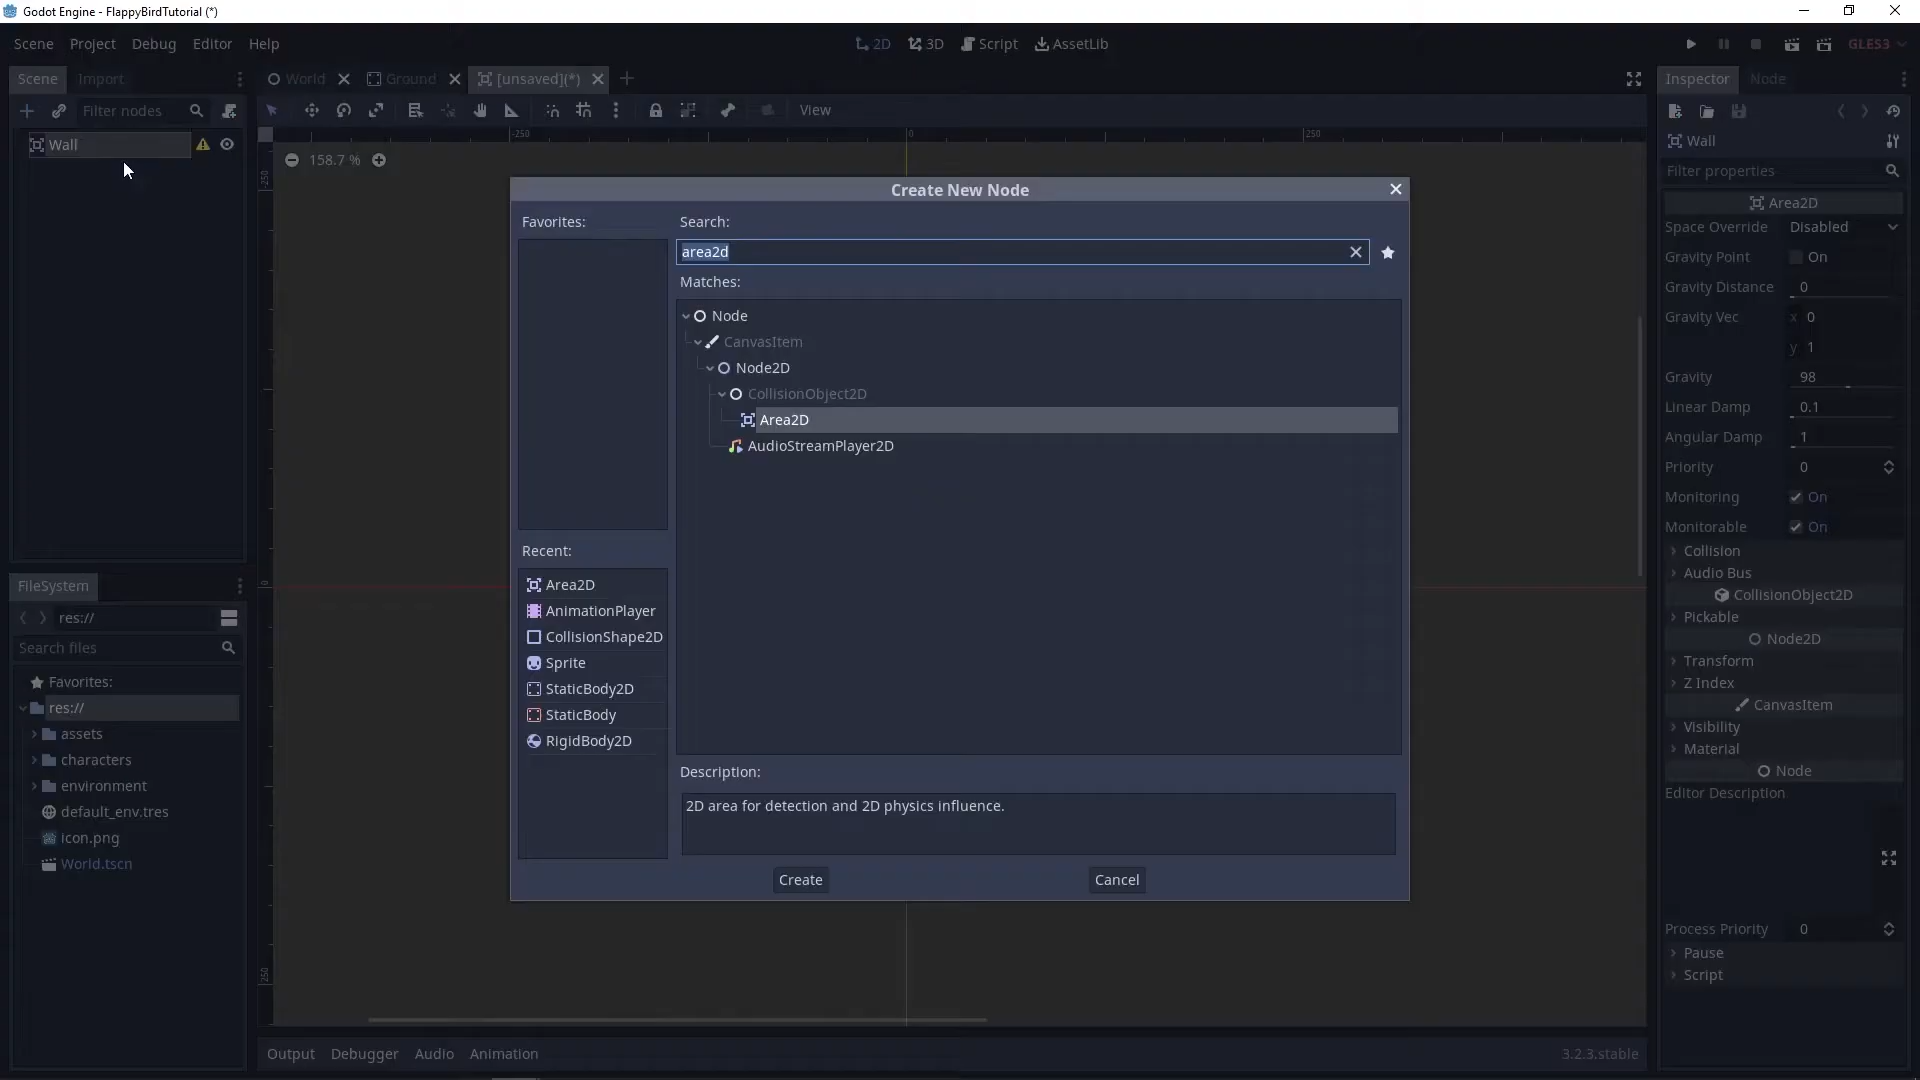 Godot Engine - FlappyBirdTutorial (*)
Scene Project Debug Editor Help
2D 3D Script AssetLib
GLES3
Scene Import
World Ground [unsaved](*)
Inspector Node
Filter nodes
View
Wall
158.7 %
-250 0 250
-250
0
250
Wall
Filter properties
Area2D
Space Override Disabled
Gravity Point On
Gravity Distance 0
Gravity Vec x 0
y 1
Gravity 98
Linear Damp 0.1
Angular Damp 1
Priority 0
Monitoring On
Monitorable On
Collision
Audio Bus
CollisionObject2D
Pickable
Node2D
Transform
Z Index
CanvasItem
Visibility
Material
Node
Editor Description
Process Priority 0
Pause
Script
Create New Node
Favorites:
Search:
area2d
Matches:
Node
CanvasItem
Node2D
CollisionObject2D
Area2D
AudioStreamPlayer2D
Recent:
Area2D
AnimationPlayer
CollisionShape2D
Sprite
StaticBody2D
StaticBody
RigidBody2D
Description:
2D area for detection and 2D physics influence.
Create
Cancel
FileSystem
res://
Search files
Favorites:
res://
assets
characters
environment
default_env.tres
icon.png
World.tscn
Output Debugger Audio Animation
3.2.3.stable